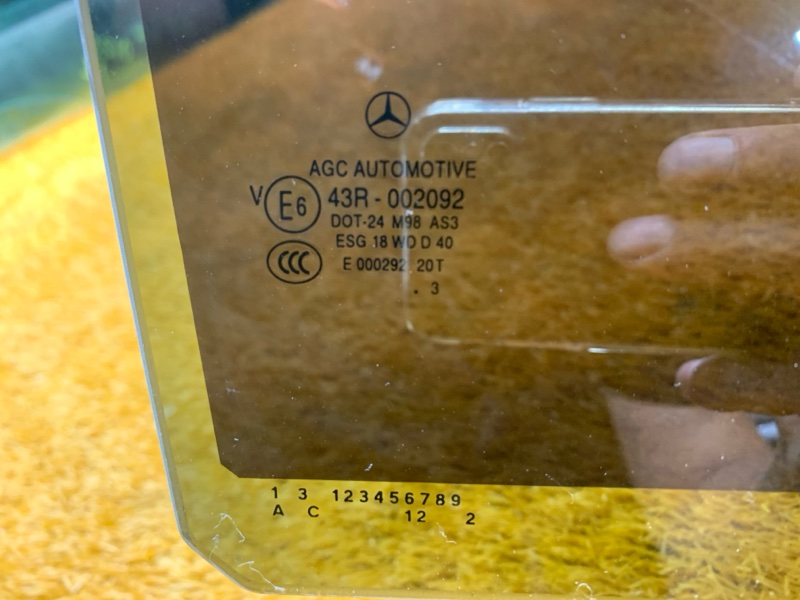 AGC AUTOMOTIVE
V E6 43R - 002092
DOT-24 M98 AS3
ESG 18 WD D 40
CCC E 000292 20T
. 3
1 3 123456789
A C 12 2